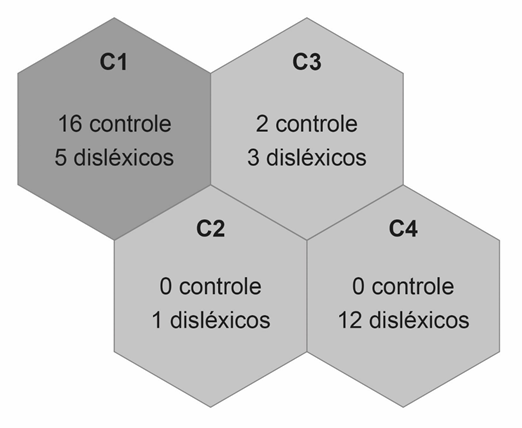 C1
16 controle
5 disléxicos
C3
2 controle
3 disléxicos
C2
0 controle
1 disléxicos
C4
0 controle
12 disléxicos